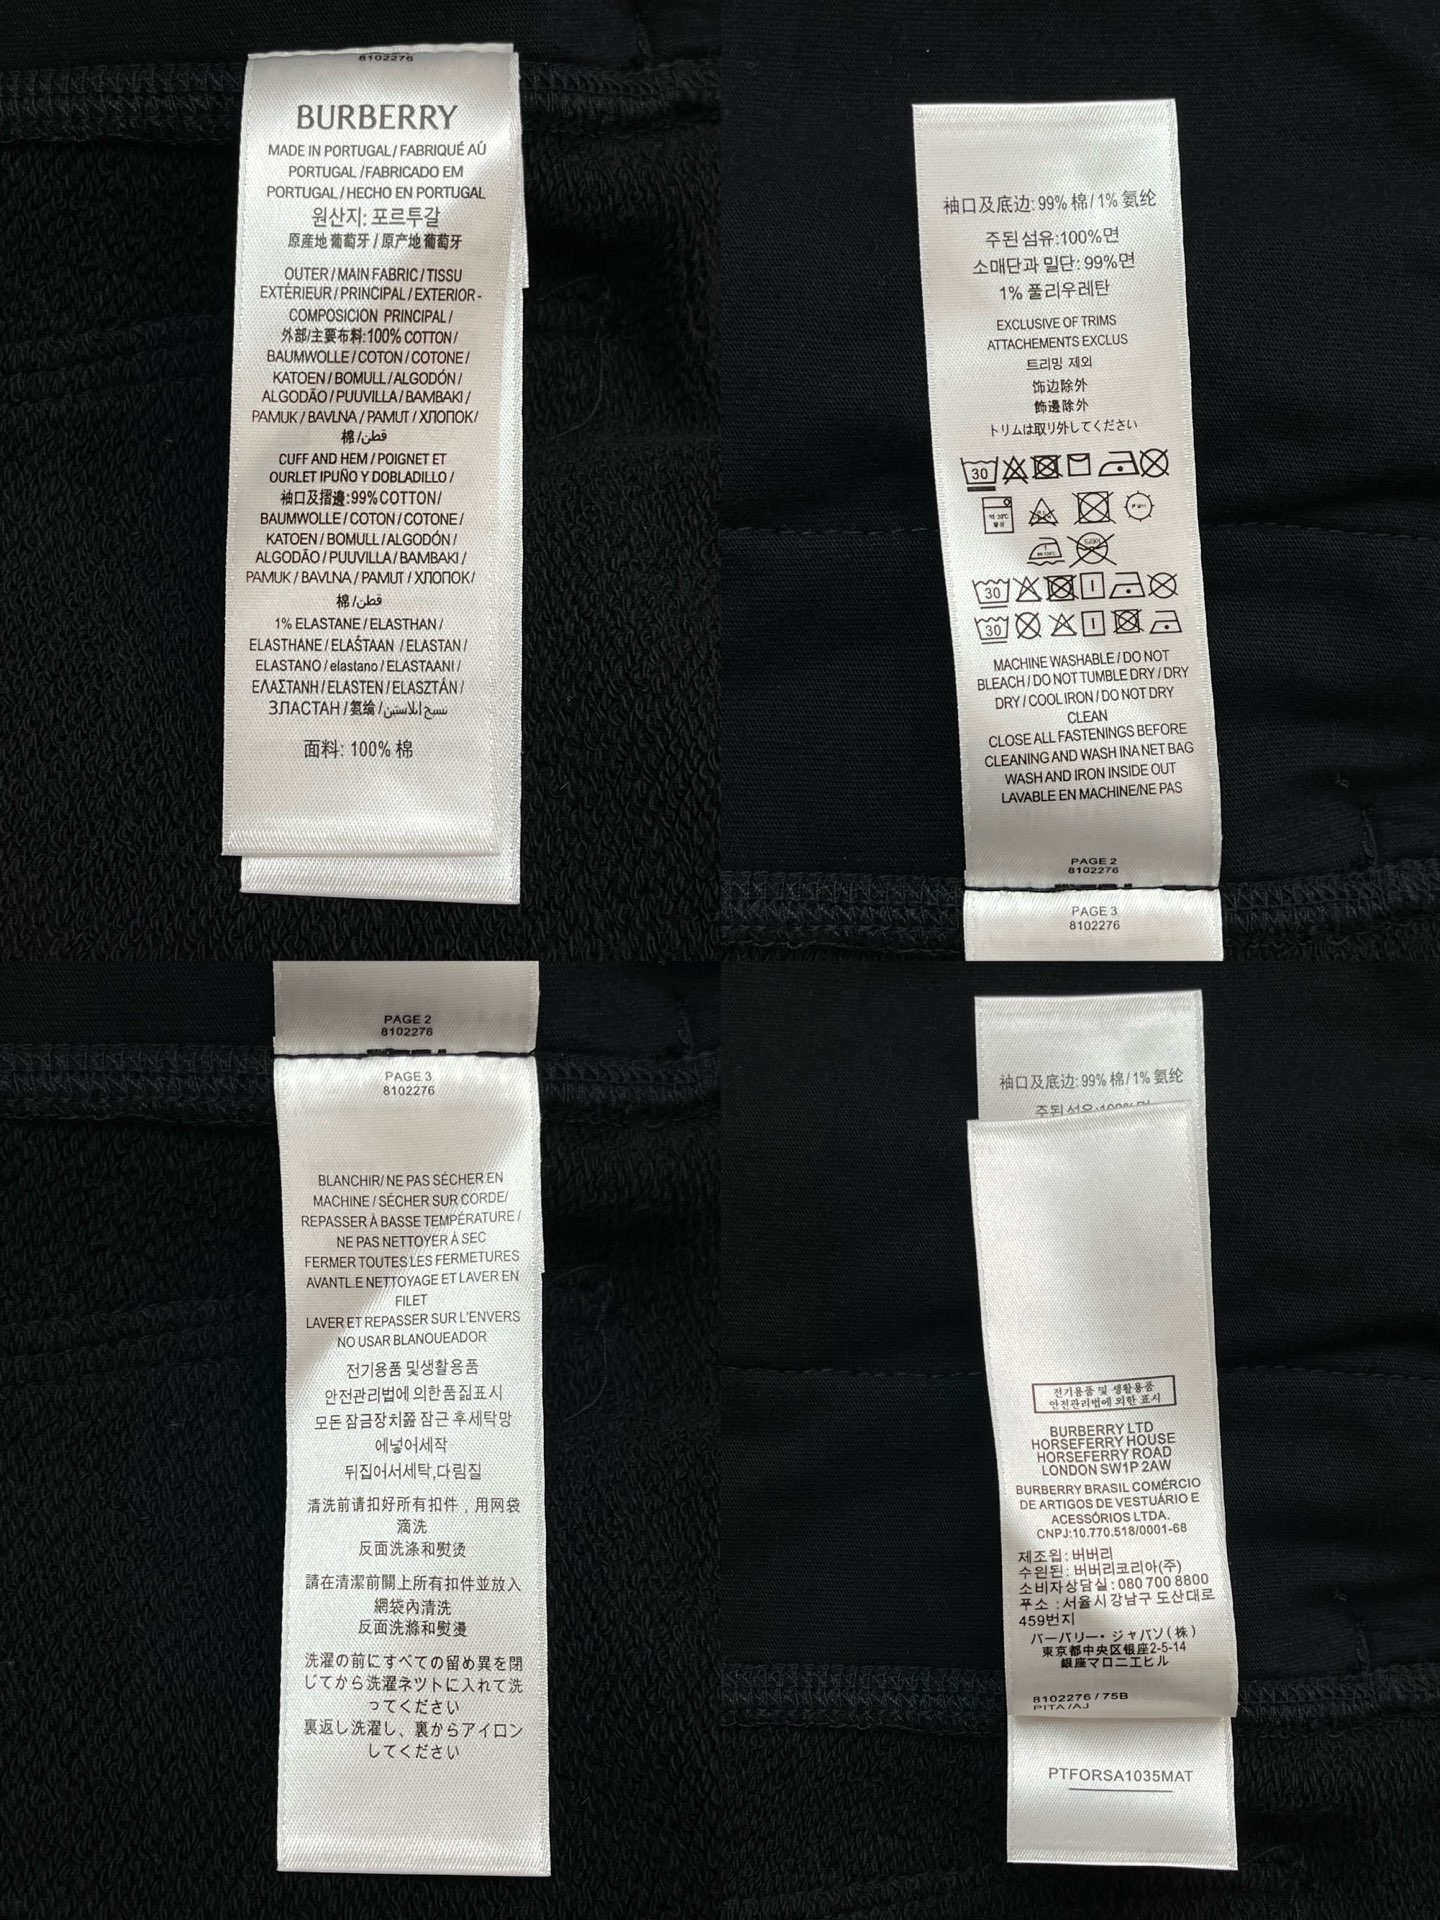 8102276
BURBERRY
MADE IN PORTUGAL / FABRIQUÉ AÚ
PORTUGAL / FABRICADO EM
PORTUGAL / HECHO EN PORTUGAL
원산지: 포르투갈
原産地 葡萄牙 / 原产地 葡萄牙
OUTER / MAIN FABRIC / TISSU
EXTÉRIEUR / PRINCIPAL / EXTERIOR-
COMPOSICION PRINCIPAL /
外部/主要布料:100% COTTON /
BAUMWOLLE / COTON / COTONE /
KATOEN / BOMULL / ALGODÓN /
ALGODÃO / PUUVILLA / BAMBAKI /
PAMUK / BAVLNA / PAMUT / ХЛОПОК/
棉 /قطن
CUFF AND HEM / POIGNET ET
OURLET IPUÑO Y DOBLADILLO /
袖口及摺邊:99% COTTON/
BAUMWOLLE / COTON / COTONE /
KATOEN / BOMULL / ALGODÓN /
ALGODÃO / PUUVILLA / BAMBAKI /
PAMUK / BAVLNA / PAMUT / ХЛОПОК/
棉 /قطن
1% ELASTANE / ELASTHAN /
ELASTHANE / ELAŚTAAN / ELASTAN /
ELASTANO / elastano / ELASTAANI /
ΕΛΑΣΤΑΝΗ / ELASTEN / ELASZTÁN /
ЗЛАСТАН / 氨纶 /نسج ايلاستين
面料: 100% 棉
袖口及底边: 99% 棉 / 1% 氨纶
주된 섬유:100%면
소매단과 밑단: 99%면
1% 폴리우레탄
EXCLUSIVE OF TRIMS
ATTACHEMENTS EXCLUS
트리밍 제외
饰边除外
飾邊除外
トリムは取り外してください
30
30
30
MACHINE WASHABLE / DO NOT
BLEACH / DO NOT TUMBLE DRY / DRY
DRY / COOL IRON / DO NOT DRY
CLEAN
CLOSE ALL FASTENINGS BEFORE
CLEANING AND WASH INA NET BAG
WASH AND IRON INSIDE OUT
LAVABLE EN MACHINE/NE PAS
PAGE 2
8102276
PAGE 3
8102276
PAGE 2
8102276
PAGE 3
8102276
BLANCHIR/ NE PAS SÉCHER EN
MACHINE / SÉCHER SUR CORDE/
REPASSER À BASSE TEMPÉRATURE /
NE PAS NETTOYER À SEC
FERMER TOUTES LES FERMETURES
AVANTL.E NETTOYAGE ET LAVER EN
FILET
LAVER ET REPASSER SUR L'ENVERS
NO USAR BLANOUEADOR
전기용품 및생활용품
안전관리법에 의한품짊표시
모돈 잠금장치쫊 잠근 후세탁망
에넣어세작
뒤집어서세탁,다림질
清洗前请扣好所有扣件，用网袋
滴洗
反面洗涤和熨烫
請在清潔前關上所有扣件並放入
網袋內清洗
反面洗滌和熨燙
洗濯の前にすべての留め異を閉
じてから洗濯ネツトに入れて洗
ってください
裏返し洗濯し、裏からアイロン
してください
袖口及底边: 99% 棉 / 1% 氨纶
전기용품 및 생활용품
안전관리법에 의한 표시
BURBERRY LTD
HORSEFERRY HOUSE
HORSEFERRY ROAD
LONDON SW1P 2AW
BURBERRY BRASIL COMÉRCIO
DE ARTIGOS DE VESTUÁRIO E
ACESSÓRIOS LTDA.
CNPJ:10.770.518/0001-68
제조윕: 버버리
수읜된: 버버리코리아(주)
소비자상담실: 080 700 8800
푸소 : 서울시 강남구 도산대로
459번지
バーバリー・ジャパソ(株)
東京都中央区银座2-5-14
銀座マロニエヒル
8102276 / 75B
PITA /AJ
PTFORSA1035MAT